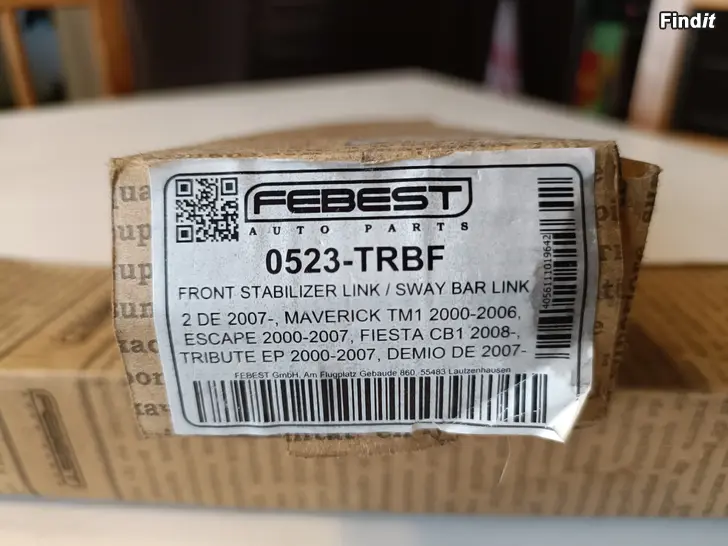 Findit
FEBEST
AUTO PARTS
0523-TRBF
FRONT STABILIZER LINK / SWAY BAR LINK
2 DE 2007-, MAVERICK TM1 2000-2006,
ESCAPE 2000-2007, FIESTA CB1 2008-,
TRIBUTE EP 2000-2007, DEMIO DE 2007-
FEBEST GmbH, Am Flugplatz Gebaude 860, 55483 Lautzenhausen
4056111019642